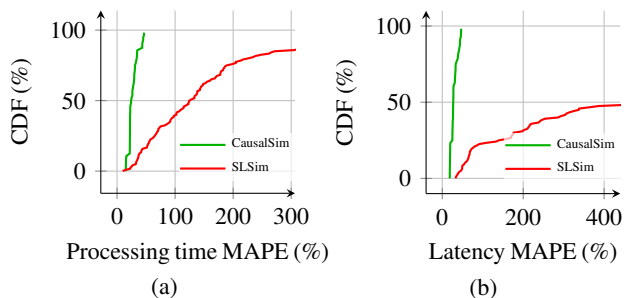 100
50
0
CDF (%)
CausalSim
SLSim
0
100
200
300
Processing time MAPE (%)
(a)
100
50
0
CDF (%)
CausalSim
SLSim
0
200
400
Latency MAPE (%)
(b)